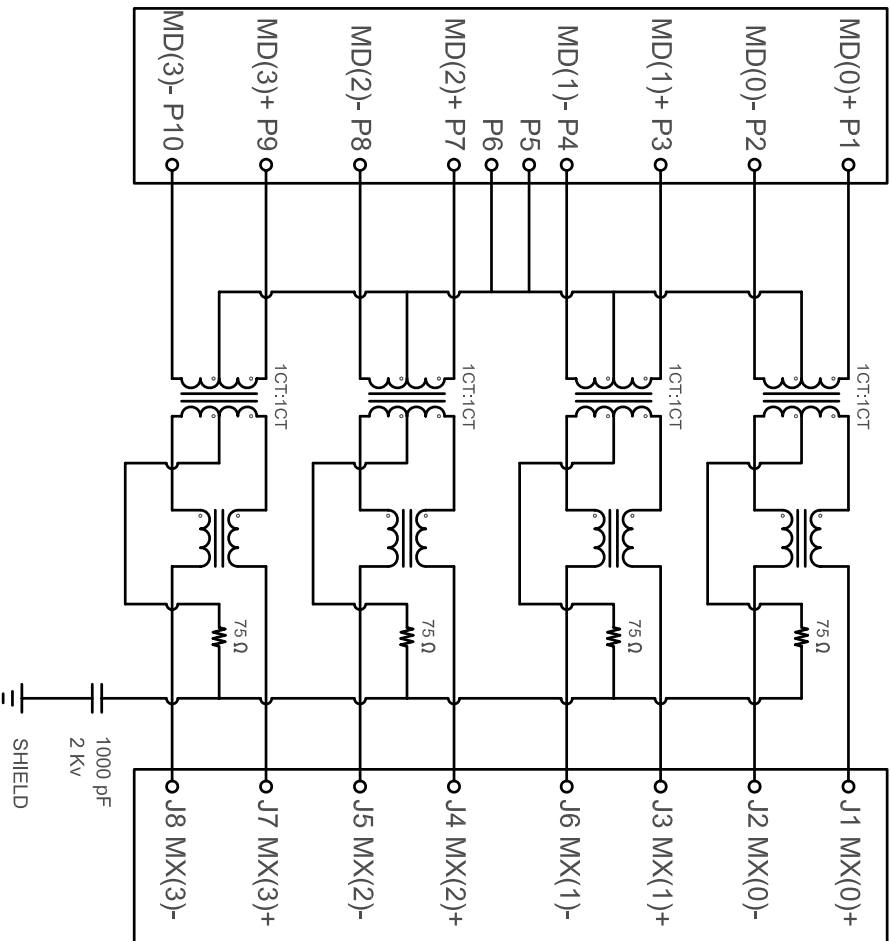 MD(0)+ P1
MD(0)- P2
MD(1)+ P3
MD(1)- P4
P5
P6
MD(2)+ P7
MD(2)- P8
MD(3)+ P9
MD(3)- P10
1CT:1CT
1CT:1CT
1CT:1CT
1CT:1CT
75 Ω
75 Ω
75 Ω
75 Ω
1000 pF
2 Kv
SHIELD
J1 MX(0)+
J2 MX(0)-
J3 MX(1)+
J6 MX(1)-
J4 MX(2)+
J5 MX(2)-
J7 MX(3)+
J8 MX(3)-